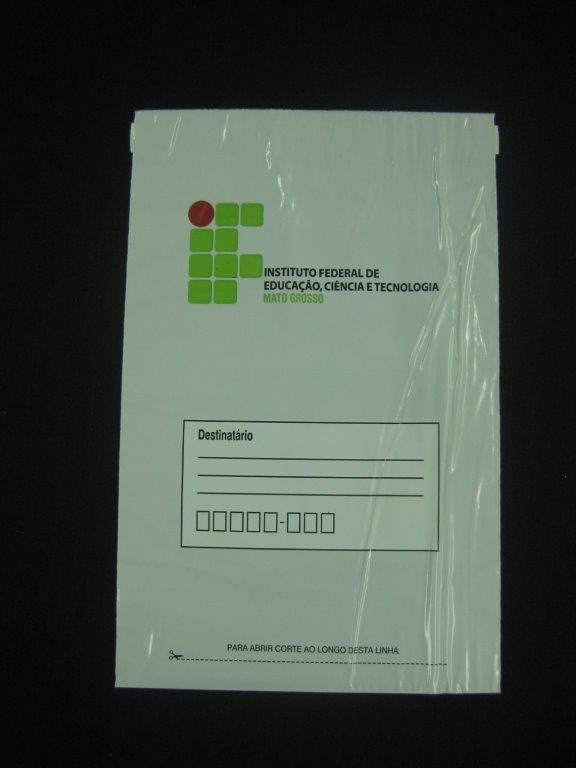 INSTITUTO FEDERAL DE
EDUCAÇÃO, CIÊNCIA E TECNOLOGIA
MATO GROSSO
Destinatário
PARA ABRIR CORTE AO LONGO DESTA LINHA